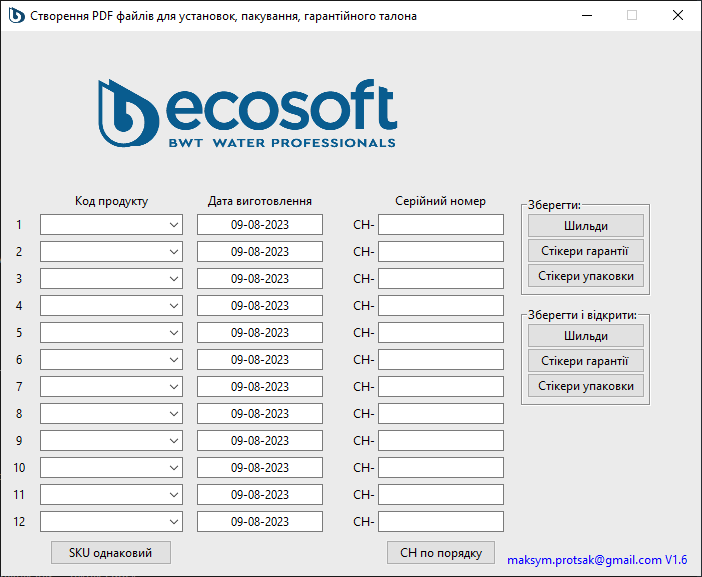 Створення PDF файлів для установок, пакування, гарантійного талона
ecosoft
BWT WATER PROFESSIONALS
Код продукту Дата виготовлення Серійний номер
1 09-08-2023 СН-
2 09-08-2023 СН-
3 09-08-2023 СН-
4 09-08-2023 СН-
5 09-08-2023 СН-
6 09-08-2023 СН-
7 09-08-2023 СН-
8 09-08-2023 СН-
9 09-08-2023 СН-
10 09-08-2023 СН-
11 09-08-2023 СН-
12 09-08-2023 СН-
SKU однаковий СН по порядку
Зберегти:
Шильди
Стікери гарантії
Стікери упаковки
Зберегти і відкрити:
Шильди
Стікери гарантії
Стікери упаковки
maksym.protsak@gmail.com V1.6